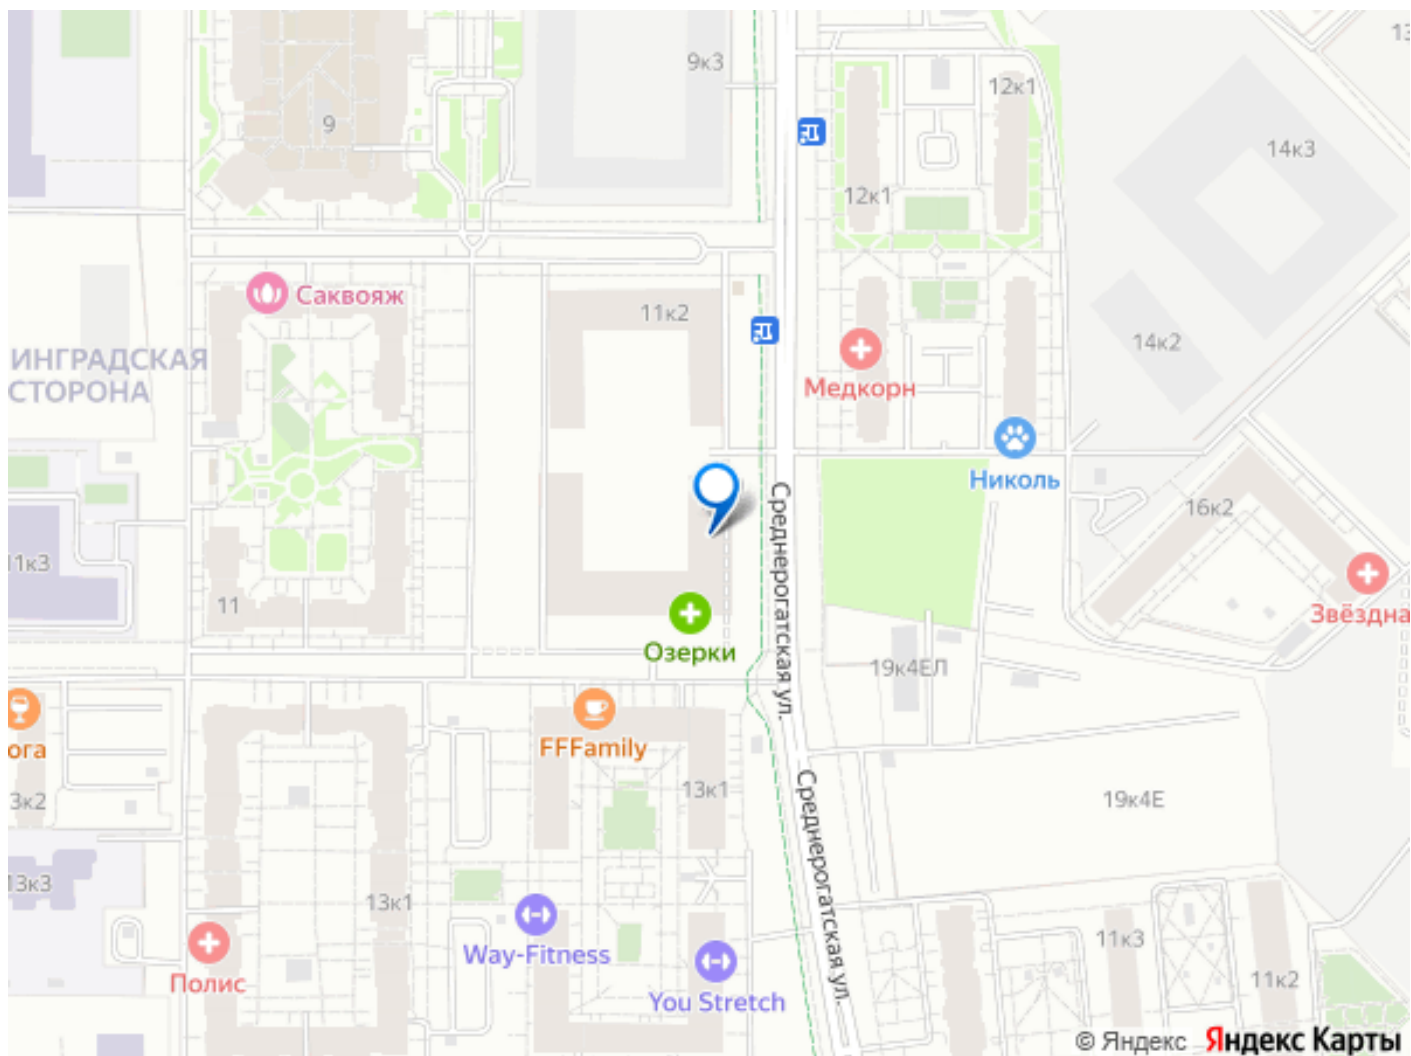 13
9к3
12к1
9
14к3
12к1
Саквояж
11к2
14к2
ИНГРАДСКАЯ
СТОРОНА
Медкорн
Николь
16к2
Среднерогатская ул.
11к3
11
Звёздна
Озерки
19к4ЕЛ
FFFamily
ога
13к1
3к2
19к4Е
Среднерогатская ул.
13к3
13к1
Way-Fitness
11к3
Полис
You Stretch
11к2
© Яндекс Яндекс Карты